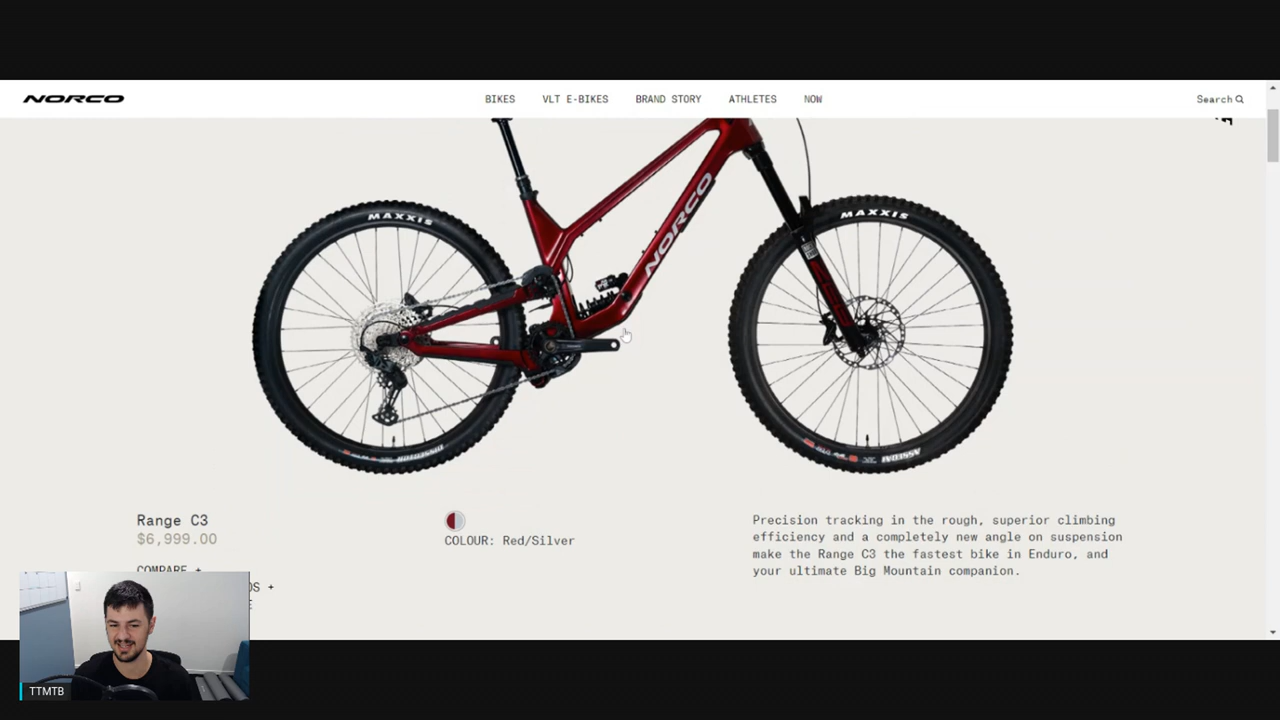 NORCO
BIKES VLT E-BIKES BRAND STORY ATHLETES NOW
Search
MAXXIS
MAXXIS
NORCO
ASSEGAI
Range C3
$6,999.00
COMPARE +
OS +
E
COLOUR: Red/Silver
Precision tracking in the rough, superior climbing
efficiency and a completely new angle on suspension
make the Range C3 the fastest bike in Enduro, and
your ultimate Big Mountain companion.
TTMTB